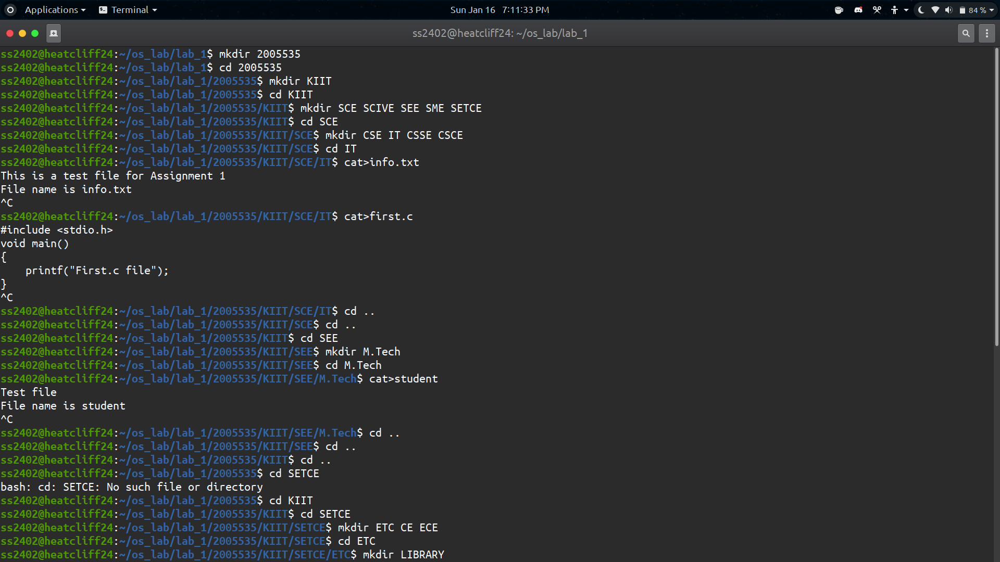 Applications Terminal Sun Jan 16 7:11:33 PM 84 %
ss2402@heatcliff24: ~/os_lab/lab_1
ss2402@heatcliff24:~/os_lab/lab_1$ mkdir 2005535
ss2402@heatcliff24:~/os_lab/lab_1$ cd 2005535
ss2402@heatcliff24:~/os_lab/lab_1/2005535$ mkdir KIIT
ss2402@heatcliff24:~/os_lab/lab_1/2005535$ cd KIIT
ss2402@heatcliff24:~/os_lab/lab_1/2005535/KIIT$ mkdir SCE SCIVE SEE SME SETCE
ss2402@heatcliff24:~/os_lab/lab_1/2005535/KIIT$ cd SCE
ss2402@heatcliff24:~/os_lab/lab_1/2005535/KIIT/SCE$ mkdir CSE IT CSSE CSCE
ss2402@heatcliff24:~/os_lab/lab_1/2005535/KIIT/SCE$ cd IT
ss2402@heatcliff24:~/os_lab/lab_1/2005535/KIIT/SCE/IT$ cat>info.txt
This is a test file for Assignment 1
File name is info.txt
^C
ss2402@heatcliff24:~/os_lab/lab_1/2005535/KIIT/SCE/IT$ cat>first.c
#include <stdio.h>
void main()
{
    printf("First.c file");
}
^C
ss2402@heatcliff24:~/os_lab/lab_1/2005535/KIIT/SCE/IT$ cd ..
ss2402@heatcliff24:~/os_lab/lab_1/2005535/KIIT/SCE$ cd ..
ss2402@heatcliff24:~/os_lab/lab_1/2005535/KIIT$ cd SEE
ss2402@heatcliff24:~/os_lab/lab_1/2005535/KIIT/SEE$ mkdir M.Tech
ss2402@heatcliff24:~/os_lab/lab_1/2005535/KIIT/SEE$ cd M.Tech
ss2402@heatcliff24:~/os_lab/lab_1/2005535/KIIT/SEE/M.Tech$ cat>student
Test file
File name is student
^C
ss2402@heatcliff24:~/os_lab/lab_1/2005535/KIIT/SEE/M.Tech$ cd ..
ss2402@heatcliff24:~/os_lab/lab_1/2005535/KIIT/SEE$ cd ..
ss2402@heatcliff24:~/os_lab/lab_1/2005535/KIIT$ cd ..
ss2402@heatcliff24:~/os_lab/lab_1/2005535$ cd SETCE
bash: cd: SETCE: No such file or directory
ss2402@heatcliff24:~/os_lab/lab_1/2005535$ cd KIIT
ss2402@heatcliff24:~/os_lab/lab_1/2005535/KIIT$ cd SETCE
ss2402@heatcliff24:~/os_lab/lab_1/2005535/KIIT/SETCE$ mkdir ETC CE ECE
ss2402@heatcliff24:~/os_lab/lab_1/2005535/KIIT/SETCE$ cd ETC
ss2402@heatcliff24:~/os_lab/lab_1/2005535/KIIT/SETCE/ETC$ mkdir LIBRARY